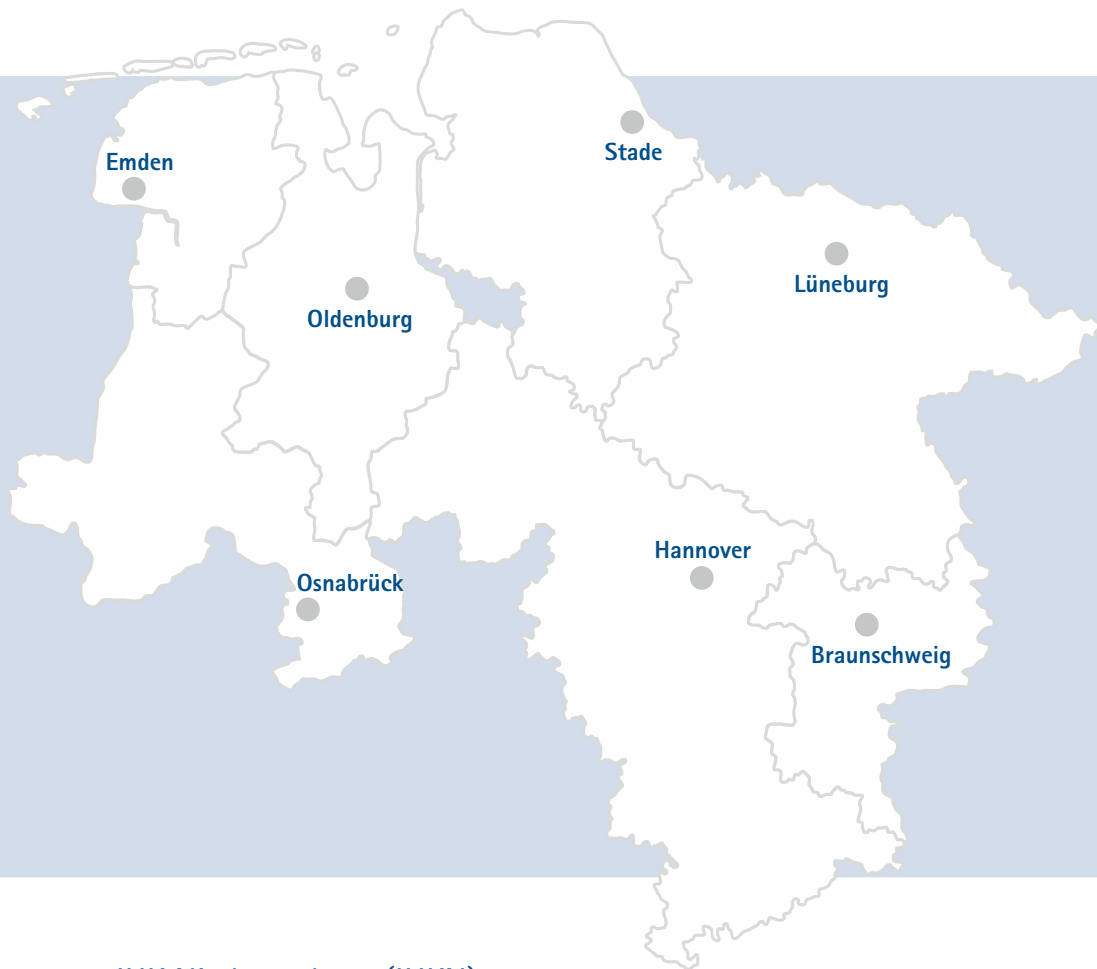 Stade
Emden
Lüneburg
Oldenburg
Hannover
Osnabrück
Braunschweig